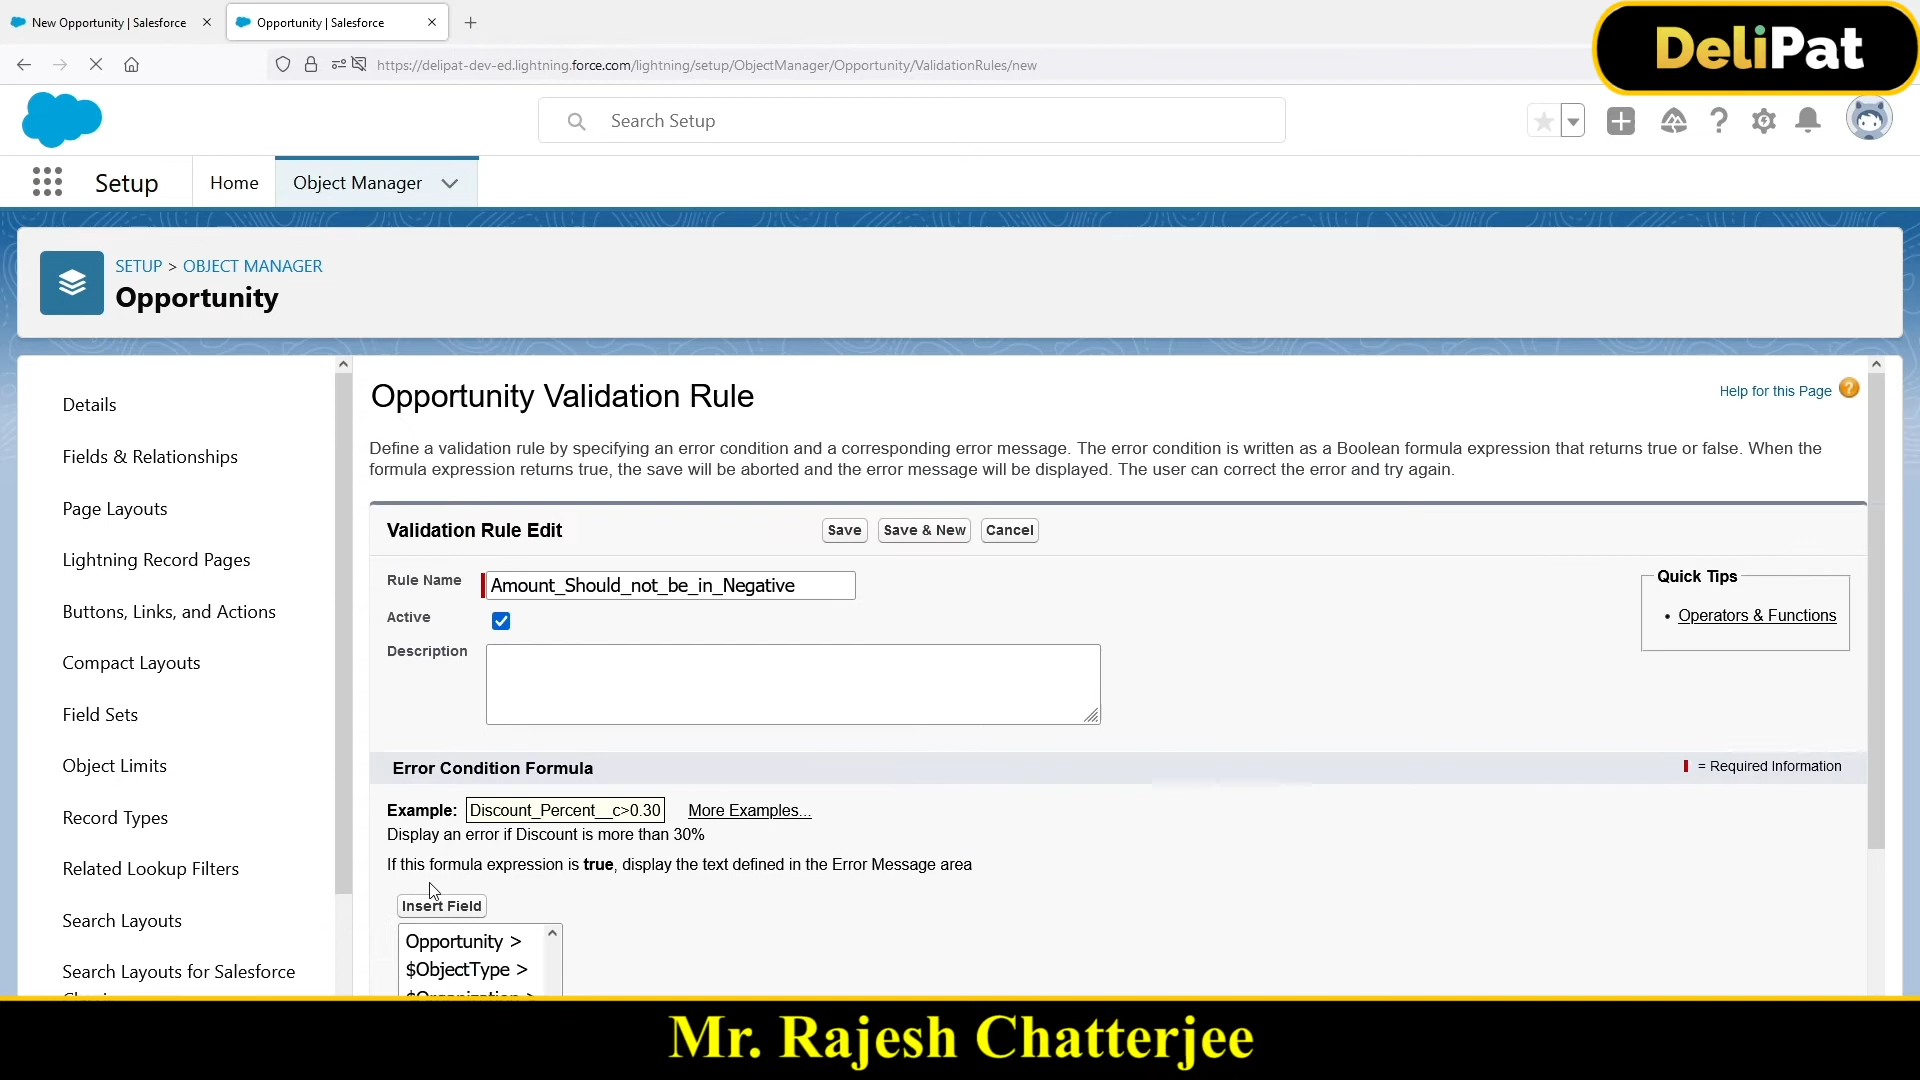 New Opportunity | Salesforce
Opportunity | Salesforce
https://delipat-dev-ed.lightning.force.com/lightning/setup/ObjectManager/Opportunity/ValidationRules/new
DeliPat
Search Setup
Setup
Home
Object Manager
SETUP > OBJECT MANAGER
Opportunity
Details
Fields & Relationships
Page Layouts
Lightning Record Pages
Buttons, Links, and Actions
Compact Layouts
Field Sets
Object Limits
Record Types
Related Lookup Filters
Search Layouts
Search Layouts for Salesforce
Opportunity Validation Rule
Help for this Page
Define a validation rule by specifying an error condition and a corresponding error message. The error condition is written as a Boolean formula expression that returns true or false. When the
formula expression returns true, the save will be aborted and the error message will be displayed. The user can correct the error and try again.
Validation Rule Edit
Save
Save & New
Cancel
Rule Name
Amount_Should_not_be_in_Negative
Active
Description
Quick Tips
• Operators & Functions
Error Condition Formula
= Required Information
Example: Discount_Percent__c>0.30 More Examples...
Display an error if Discount is more than 30%
If this formula expression is true, display the text defined in the Error Message area
Insert Field
Opportunity >
$ObjectType >
Mr. Rajesh Chatterjee